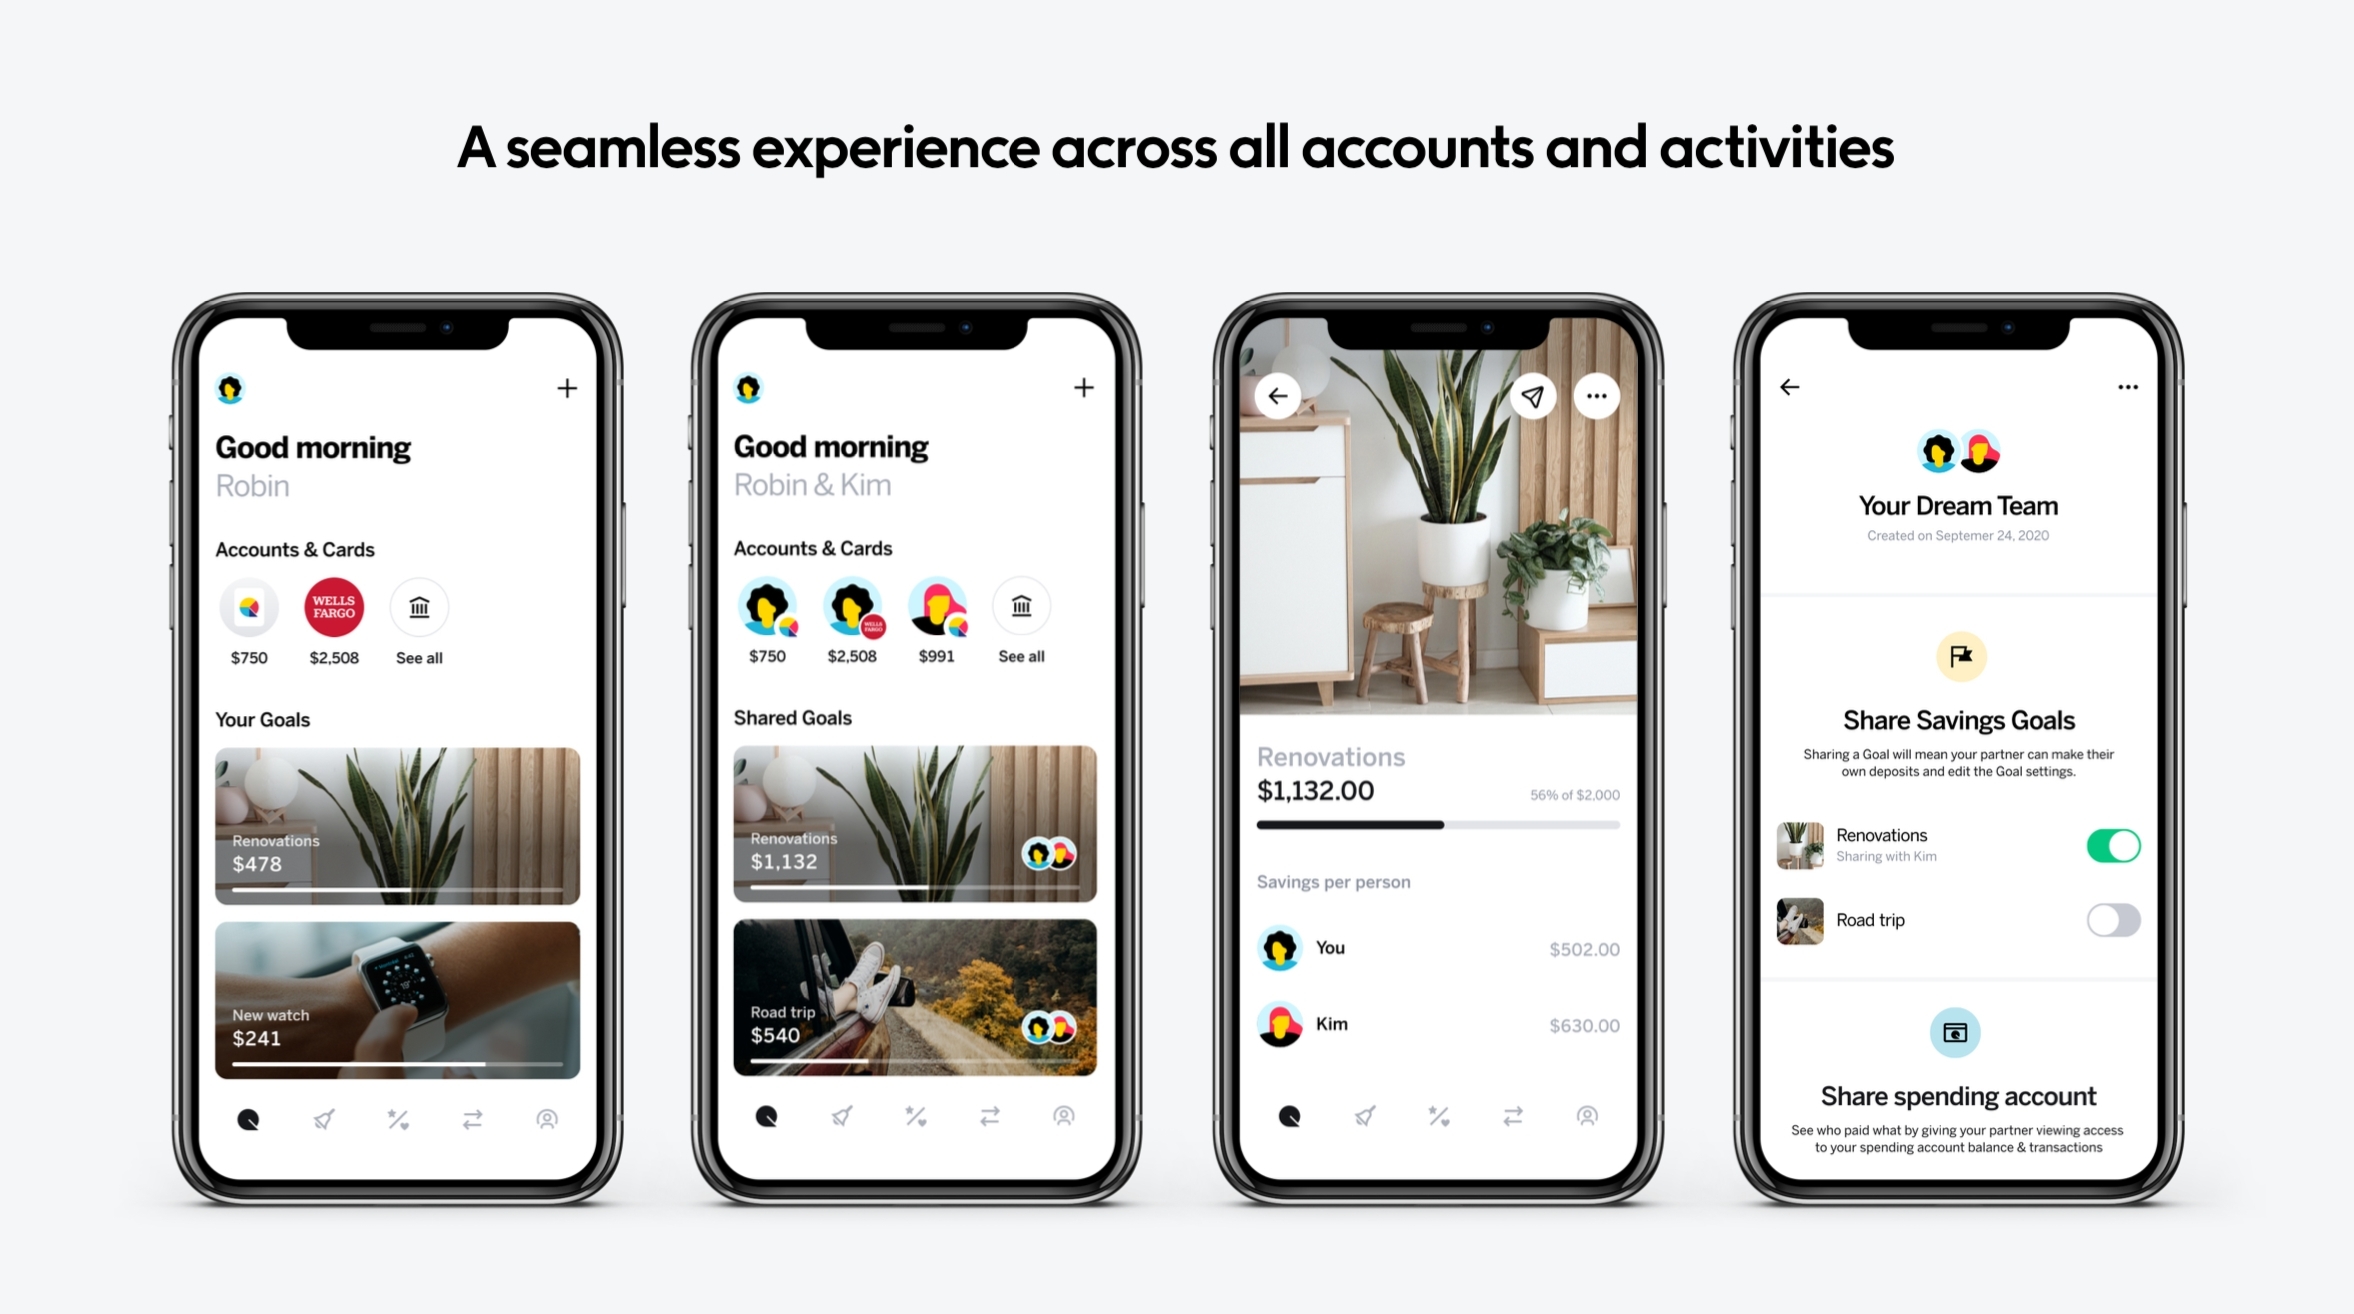 A seamless experience across all accounts and activities
Good morning
Robin
Accounts & Cards
WELLS
FARGO
$750
$2,508
See all
Your Goals
Renovations
$478
New watch
$241
Good morning
Robin & Kim
Accounts & Cards
WELLS
FARGO
$750
$2,508
$991
See all
Shared Goals
Renovations
$1,132
Road trip
$540
Renovations
$1,132.00
56% of $2,000
Savings per person
You
$502.00
Kim
$630.00
Your Dream Team
Created on Septemer 24, 2020
Share Savings Goals
Sharing a Goal will mean your partner can make their
own deposits and edit the Goal settings.
Renovations
Sharing with Kim
Road trip
Share spending account
See who paid what by giving your partner viewing access
to your spending account balance & transactions